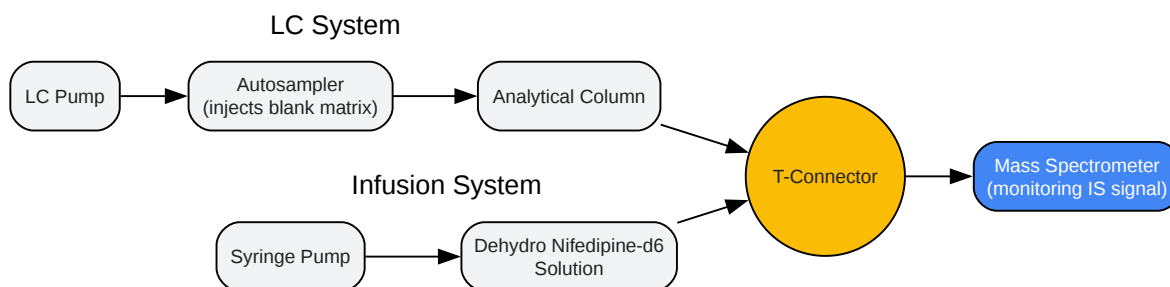 LC System
LC Pump
Autosampler
(injects blank matrix)
Analytical Column
T-Connector
Mass Spectrometer
(monitoring IS signal)
Infusion System
Syringe Pump
Dehydro Nifedipine-d6
Solution